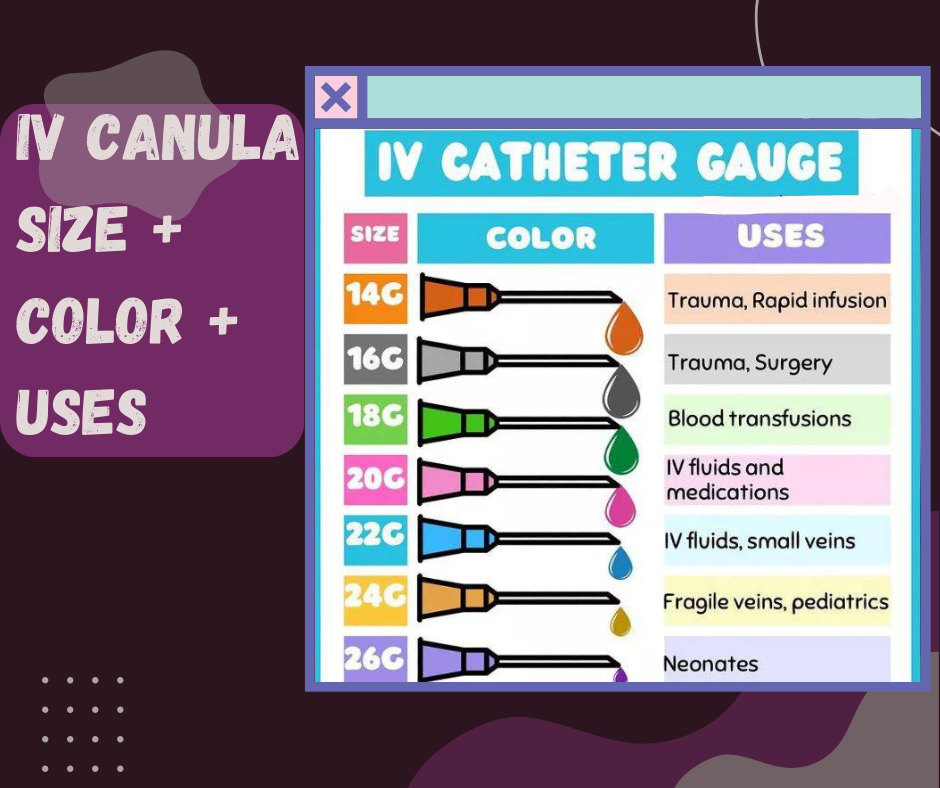 IV CANULA
SIZE +
COLOR +
USES
IV CATHETER GAUGE
SIZE COLOR USES
14G Trauma, Rapid infusion
16G Trauma, Surgery
18G Blood transfusions
20G IV fluids and
medications
22G IV fluids, small veins
24G Fragile veins, pediatrics
26G Neonates